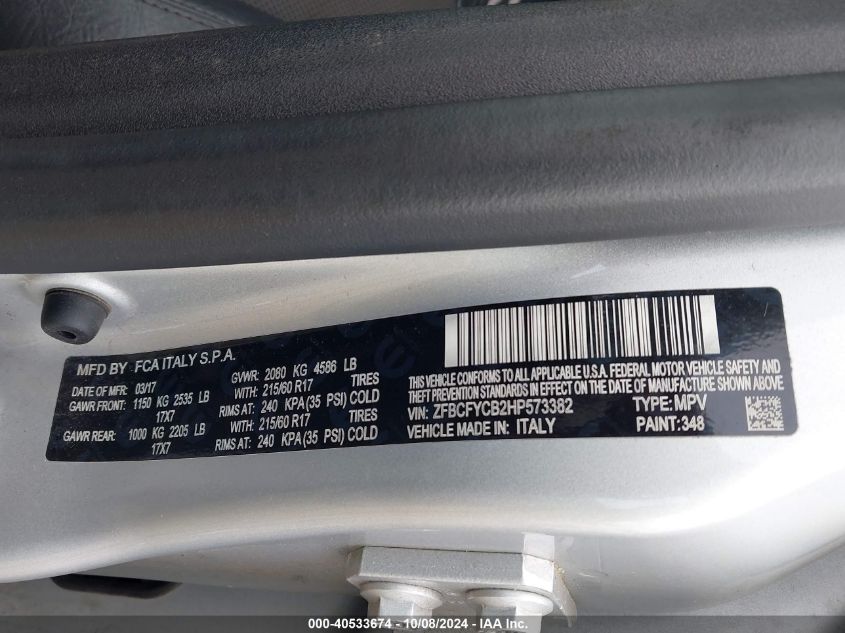 MFD BY FCA ITALY S.P.A.
DATE OF MFR: 03/17 GVWR: 2080 KG 4586 LB
GAWR FRONT: 1150 KG 2535 LB WITH: 215/60 R17 TIRES
17X7 RIMS AT: 240 KPA(35 PSI) COLD
GAWR REAR: 1000 KG 2205 LB WITH: 215/60 R17 TIRES
17X7 RIMS AT: 240 KPA(35 PSI) COLD
THIS VEHICLE CONFORMS TO ALL APPLICABLE U.S.A. FEDERAL MOTOR VEHICLE SAFETY AND
THEFT PREVENTION STANDARDS IN EFFECT ON THE DATE OF MANUFACTURE SHOWN ABOVE.
VIN: ZFBCFYCB2HP573382 TYPE: MPV
VEHICLE MADE IN: ITALY PAINT:348
000-40533674 - 10/08/2024 - IAA Inc.